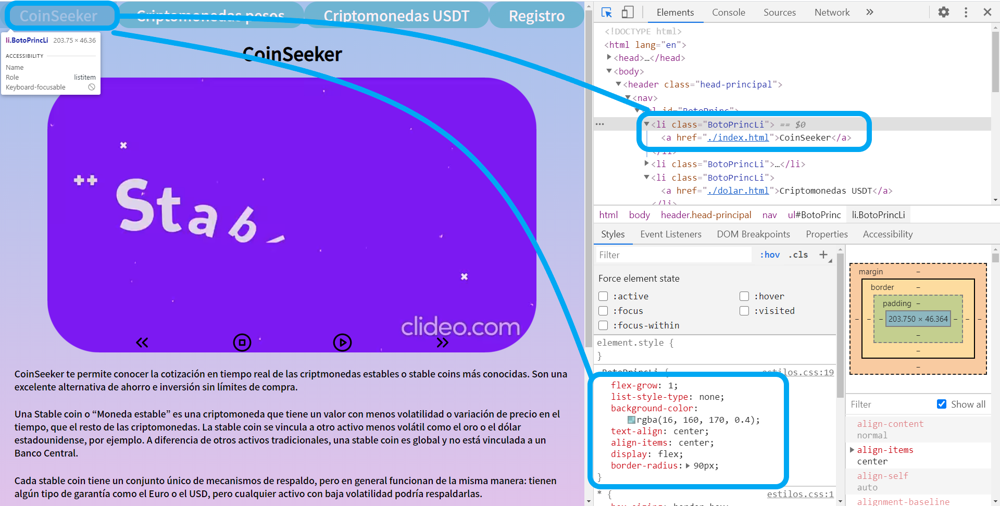 CoinSeeker
Criptomonedas pesos
Criptomonedas USDT
Registro
li.BotoPrincLi 203.75 × 46.36
ACCESSIBILITY
Name
Role listitem
Keyboard-focusable
CoinSeeker
++ Stab
clideo.com
CoinSeeker te permite conocer la cotización en tiempo real de las criptmonedas estables o stable coins más conocidas. Son una
excelente alternativa de ahorro e inversión sin límites de compra.
Una Stable coin o “Moneda estable” es una criptomoneda que tiene un valor con menos volatilidad o variación de precio en el
tiempo, que el resto de las criptomonedas. La stable coin se vincula a otro activo menos volátil como el oro o el dólar
estadounidense, por ejemplo. A diferencia de otros activos tradicionales, una stable coin es global y no está vinculada a un
Banco Central.
Cada stable coin tiene un conjunto único de mecanismos de respaldo, pero en general funcionan de la misma manera: tienen
algún tipo de garantía como el Euro o el USD, pero cualquier activo con baja volatilidad podría respaldarlas.
Elements Console Sources Network »
<!DOCTYPE html>
<html lang="en">
<head>…</head>
<body>
<header class="head-principal">
<nav>
<ul id="BotoPrinc">
<li class="BotoPrincLi"> == $0
<a href="./index.html">CoinSeeker</a>
</li>
<li class="BotoPrincLi">…</li>
<li class="BotoPrincLi">
<a href="./dolar.html">Criptomonedas USDT</a>
</li>
html body header.head-principal nav ul#BotoPrinc li.BotoPrincLi
Styles Event Listeners DOM Breakpoints Properties Accessibility
Filter :hov .cls +
Force element state
:active :hover
:focus :visited
:focus-within
element.style {
}
.BotoPrincLi { estilos.css:19
flex-grow: 1;
list-style-type: none;
background-color:
rgba(16, 160, 170, 0.4);
text-align: center;
align-items: center;
display: flex;
border-radius: 90px;
}
* { estilos.css:1
box-sizing: border-box;
margin –
border –
padding –
– – – 203.750 × 46.364 – – –
–
–
–
Filter Show all
align-content
normal
align-items
center
align-self
auto
alignment-baseline